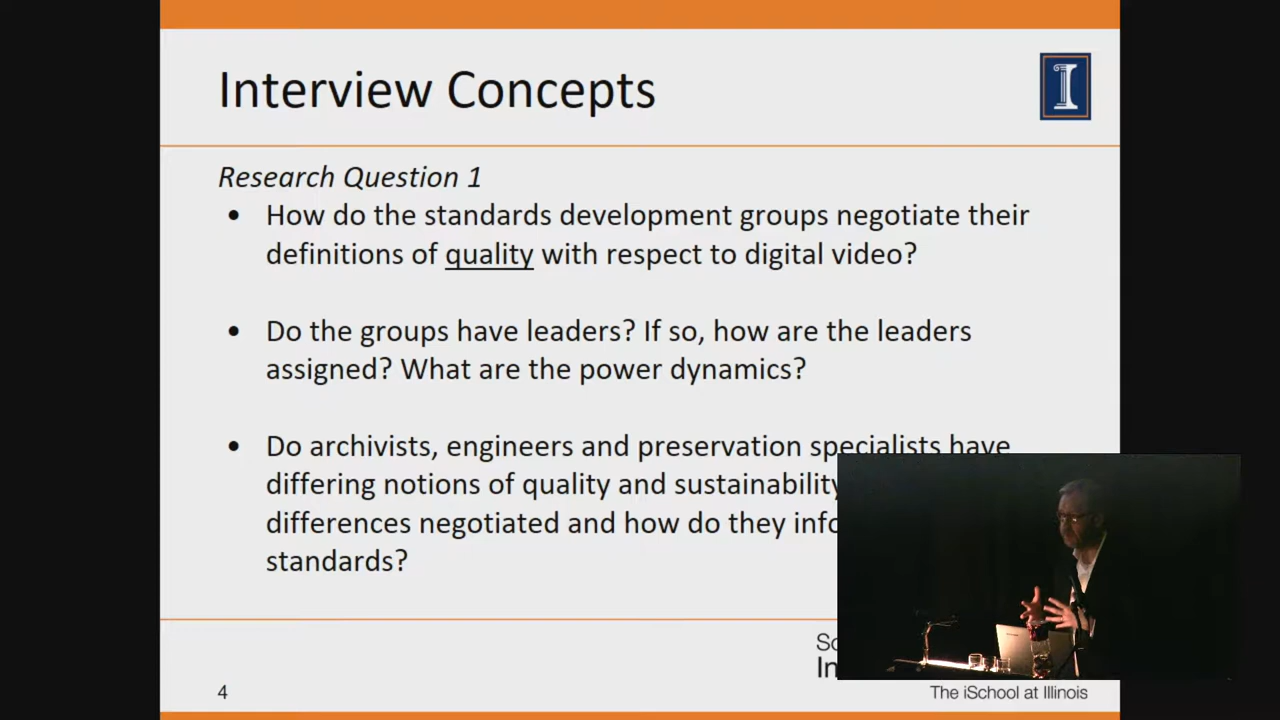 Interview Concepts
I
Research Question 1
• How do the standards development groups negotiate their
definitions of quality with respect to digital video?
• Do the groups have leaders? If so, how are the leaders
assigned? What are the power dynamics?
• Do archivists, engineers and preservation specialists have
differing notions of quality and sustainability
differences negotiated and how do they
standards?
4
The iSchool at Illinois